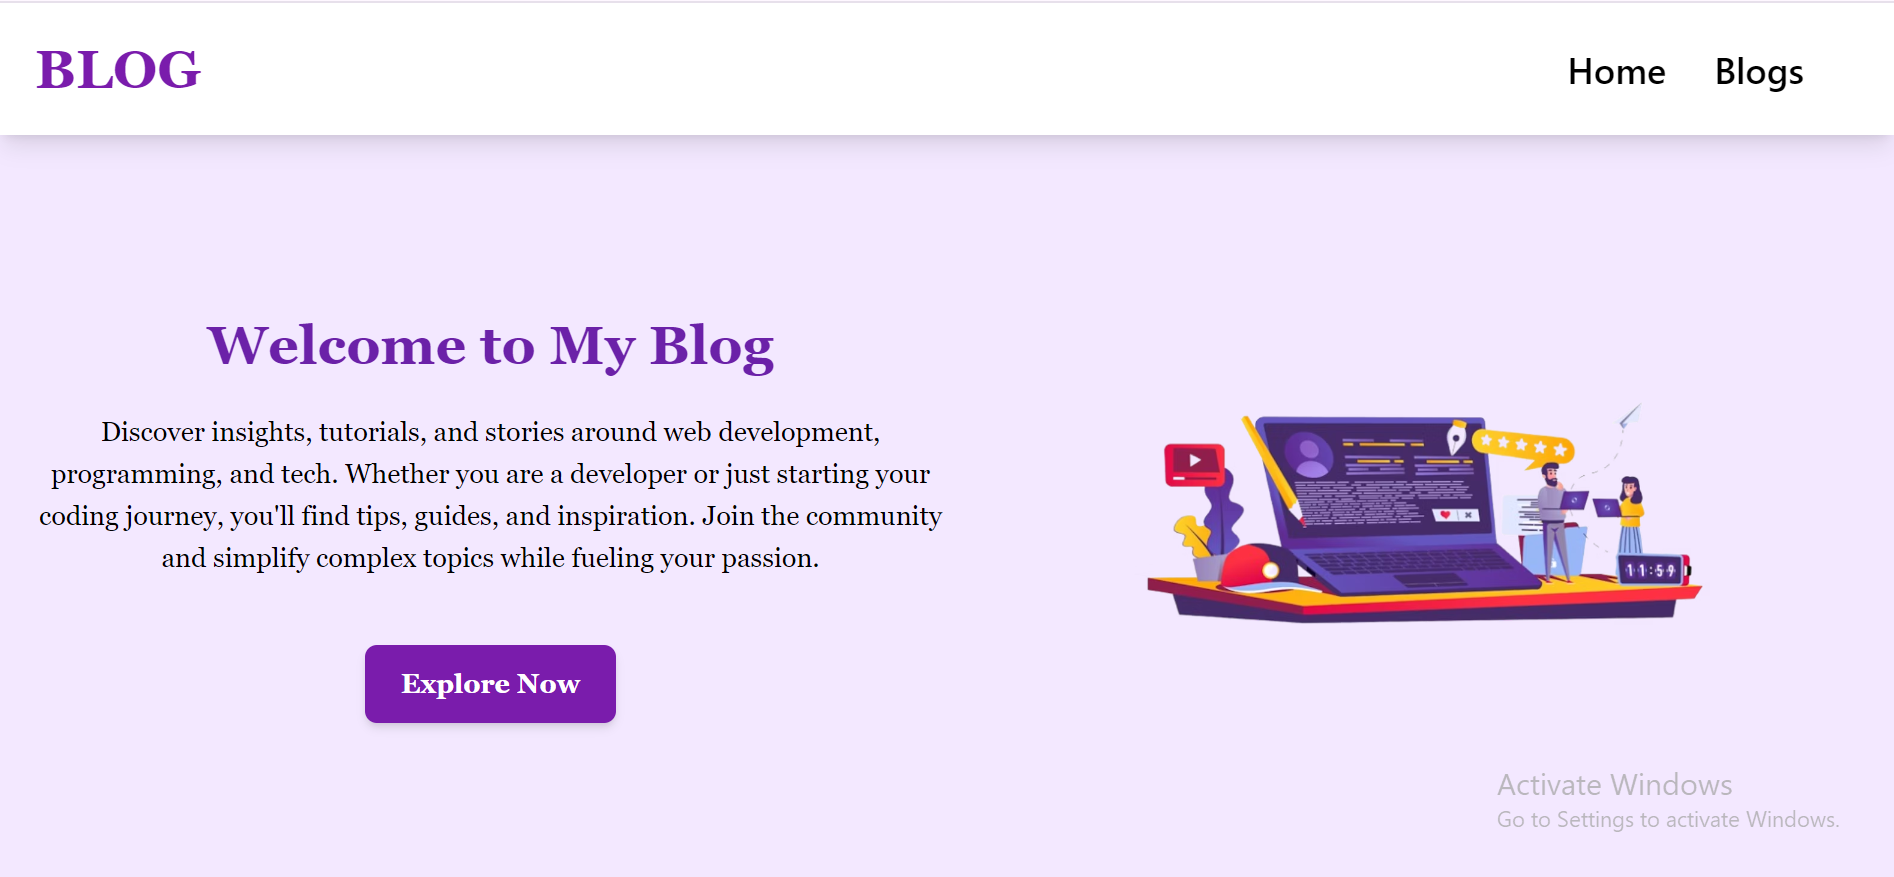 BLOG
Home Blogs
Welcome to My Blog
Discover insights, tutorials, and stories around web development,
programming, and tech. Whether you are a developer or just starting your
coding journey, you'll find tips, guides, and inspiration. Join the community
and simplify complex topics while fueling your passion.
11:59
Explore Now
Activate Windows
Go to Settings to activate Windows.